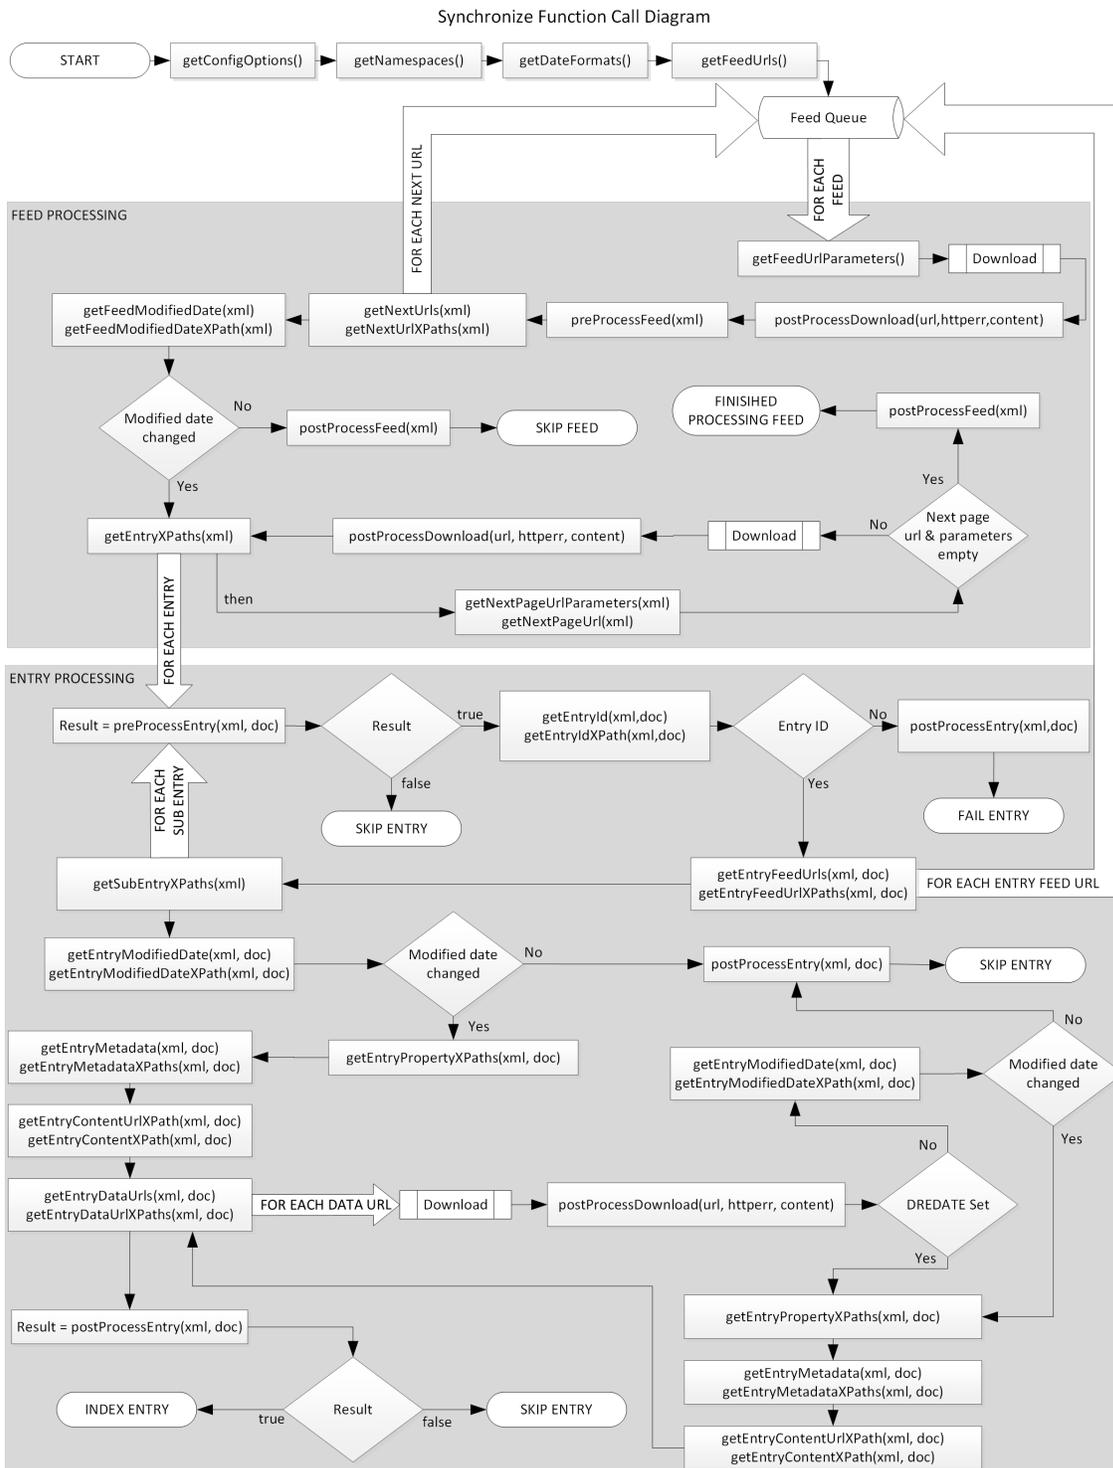 Synchronize Function Call Diagram
START
getConfigOptions()
getNamespaces()
getDateFormats()
getFeedUrls()
Feed Queue
FOR EACH NEXT URL
FOR EACH
FEED
FEED PROCESSING
getFeedUrlParameters()
Download
getFeedModifiedDate(xml)
getFeedModifiedDateXPath(xml)
getNextUrls(xml)
getNextUrlXPaths(xml)
preProcessFeed(xml)
postProcessDownload(url,httperr,content)
Modified date
changed
No
postProcessFeed(xml)
SKIP FEED
FINISIHED
PROCESSING FEED
postProcessFeed(xml)
Yes
Yes
getEntryXPaths(xml)
postProcessDownload(url, httperr, content)
Download
No
Next page
url & parameters
empty
then
getNextPageUrlParameters(xml)
getNextPageUrl(xml)
FOR EACH ENTRY
ENTRY PROCESSING
Result = preProcessEntry(xml, doc)
Result
true
getEntryId(xml,doc)
getEntryIdXPath(xml,doc)
Entry ID
No
postProcessEntry(xml,doc)
false
Yes
FOR EACH
SUB ENTRY
SKIP ENTRY
FAIL ENTRY
getSubEntryXPaths(xml)
getEntryFeedUrls(xml, doc)
getEntryFeedUrlXPaths(xml, doc)
FOR EACH ENTRY FEED URL
getEntryModifiedDate(xml, doc)
getEntryModifiedDateXPath(xml, doc)
Modified date
changed
No
postProcessEntry(xml, doc)
SKIP ENTRY
Yes
No
getEntryMetadata(xml, doc)
getEntryMetadataXPaths(xml, doc)
getEntryPropertyXPaths(xml, doc)
getEntryModifiedDate(xml, doc)
getEntryModifiedDateXPath(xml, doc)
Modified date
changed
getEntryContentUrlXPath(xml, doc)
getEntryContentXPath(xml, doc)
No
Yes
getEntryDataUrls(xml, doc)
getEntryDataUrlXPaths(xml, doc)
FOR EACH DATA URL
Download
postProcessDownload(url, httperr, content)
DREDATE Set
Yes
Result = postProcessEntry(xml, doc)
getEntryPropertyXPaths(xml, doc)
getEntryMetadata(xml, doc)
getEntryMetadataXPaths(xml, doc)
INDEX ENTRY
true
Result
false
SKIP ENTRY
getEntryContentUrlXPath(xml, doc)
getEntryContentXPath(xml, doc)